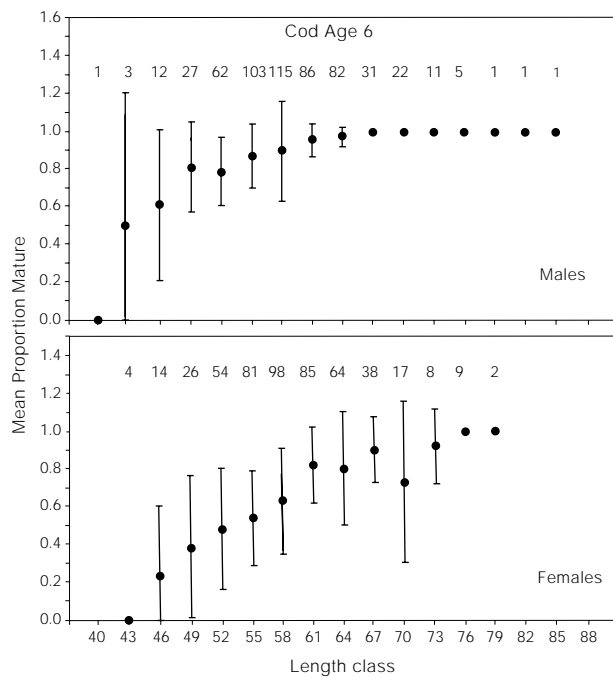 Cod Age 6
1 3 12 27 62 103 115 86 82 31 22 11 5 1 1 1
1.6
1.4
1.2
1.0
0.8
0.6
0.4
0.2
0.0
Males
Mean Proportion Mature
4 14 26 54 81 98 85 64 38 17 8 9 2
1.4
1.2
1.0
0.8
0.6
0.4
0.2
0.0
Females
40 43 46 49 52 55 58 61 64 67 70 73 76 79 82 85 88
Length class